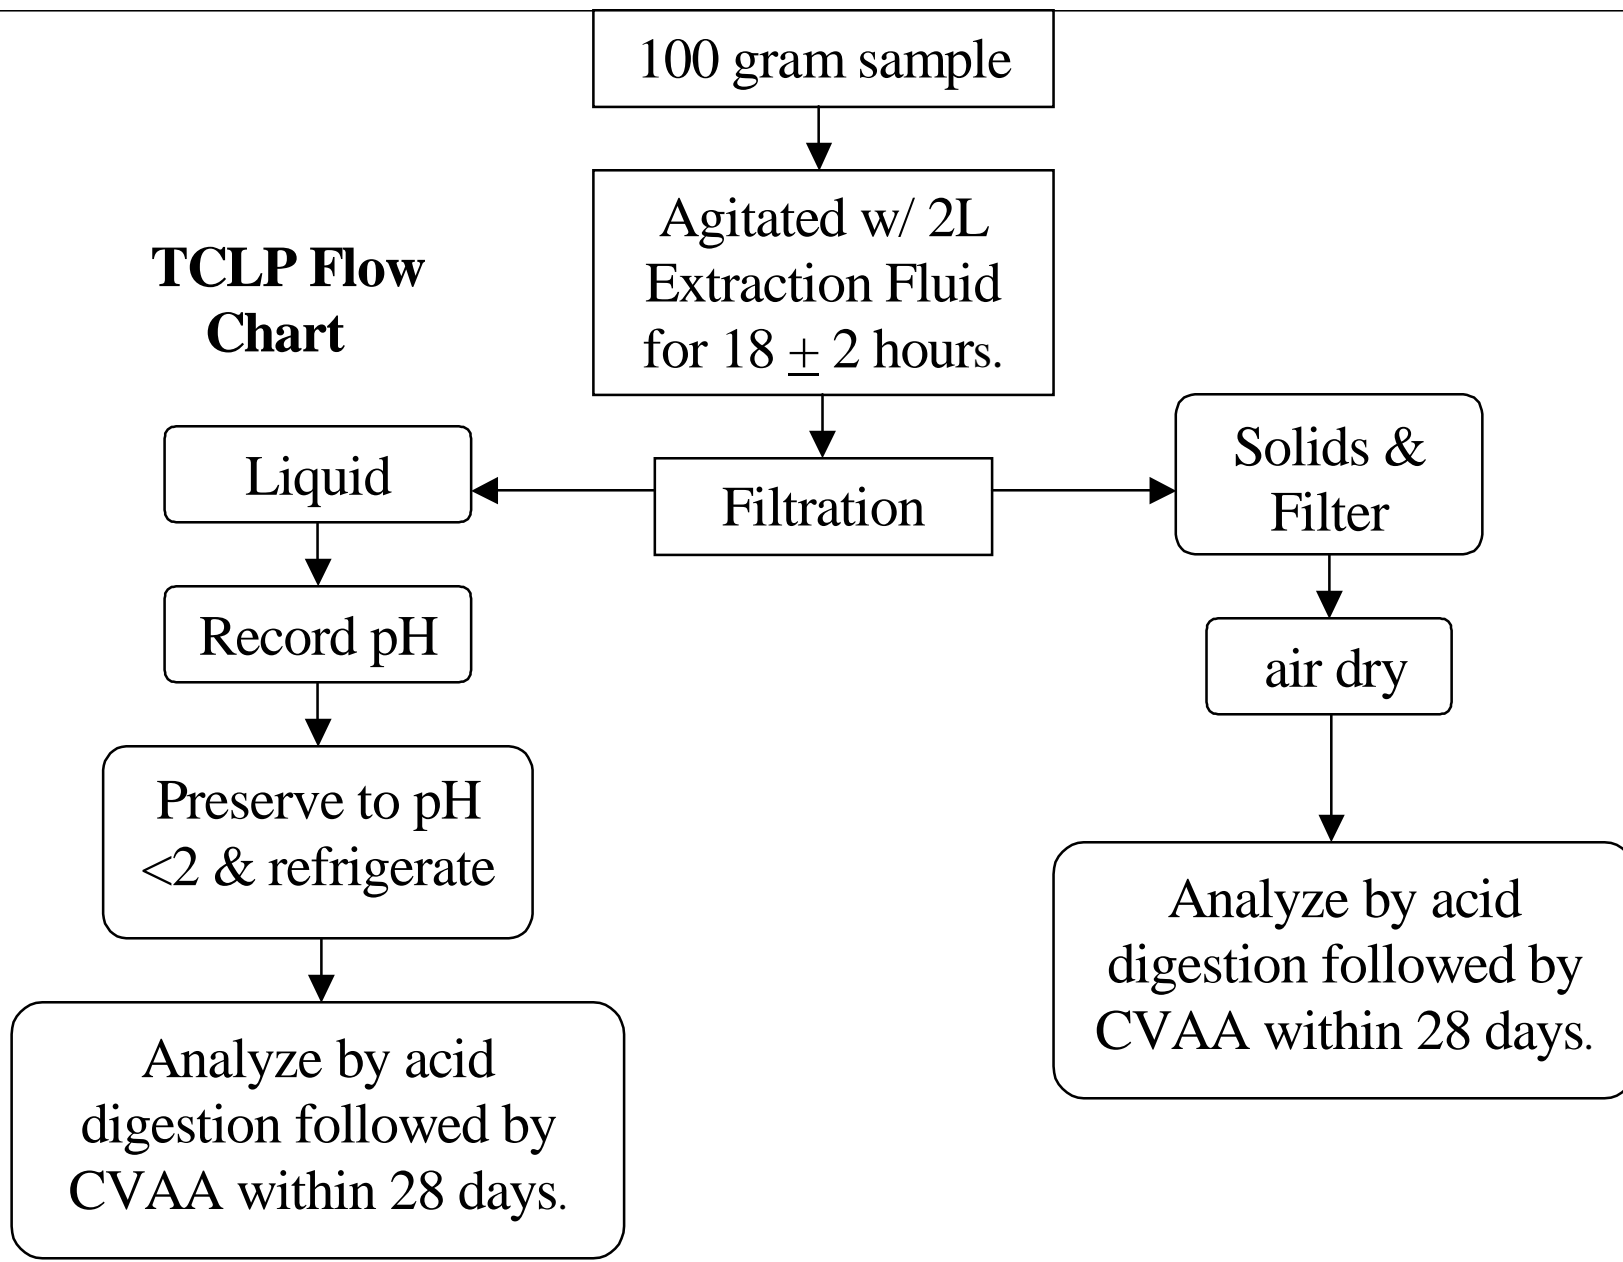 100 gram sample
Agitated w/ 2L
Extraction Fluid
for 18 ± 2 hours.
TCLP Flow
Chart
Liquid
Filtration
Solids &
Filter
Record pH
air dry
Preserve to pH
<2 & refrigerate
Analyze by acid
digestion followed by
CVAA within 28 days.
Analyze by acid
digestion followed by
CVAA within 28 days.